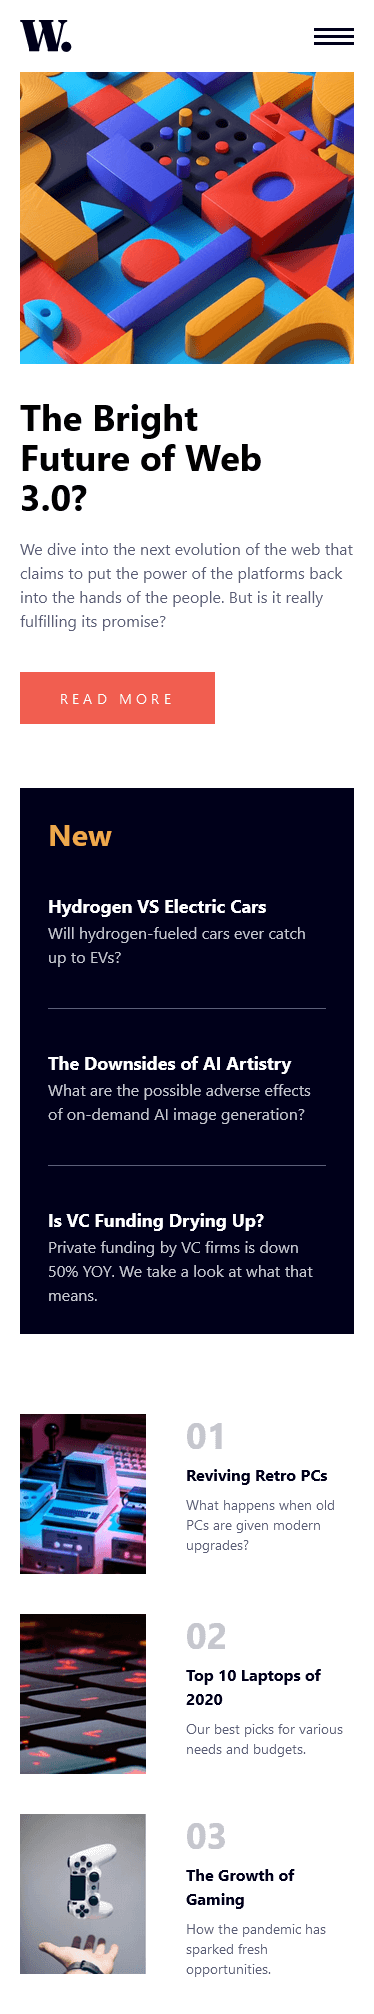 W.
The Bright
Future of Web
3.0?
We dive into the next evolution of the web that
claims to put the power of the platforms back
into the hands of the people. But is it really
fulfilling its promise?
READ MORE
New
Hydrogen VS Electric Cars
Will hydrogen-fueled cars ever catch
up to EVs?
The Downsides of AI Artistry
What are the possible adverse effects
of on-demand AI image generation?
Is VC Funding Drying Up?
Private funding by VC firms is down
50% YOY. We take a look at what that
means.
01
Reviving Retro PCs
What happens when old
PCs are given modern
upgrades?
02
Top 10 Laptops of
2020
Our best picks for various
needs and budgets.
03
The Growth of
Gaming
How the pandemic has
sparked fresh
opportunities.